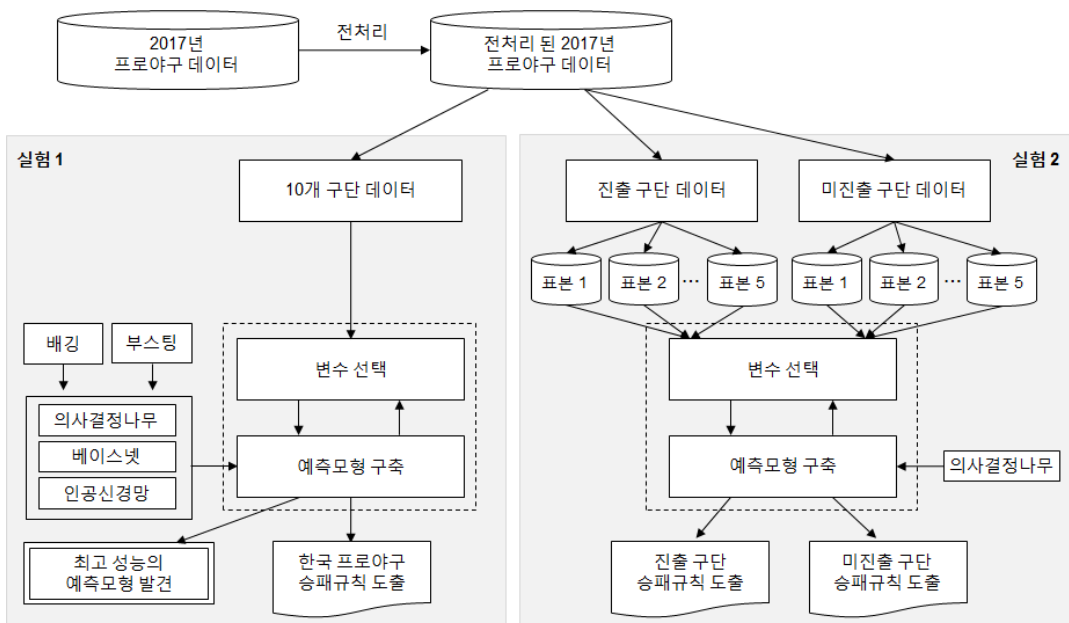 2017년
프로야구 데이터
전처리
전처리 된 2017년
프로야구 데이터
실험 1
10개 구단 데이터
배깅
부스팅
의사결정나무
베이스넷
인공신경망
변수 선택
예측모형 구축
최고 성능의
예측모형 발견
한국 프로야구
승패규칙 도출
실험 2
진출 구단 데이터
미진출 구단 데이터
표본 1
표본 2
...
표본 5
표본 1
표본 2
...
표본 5
변수 선택
예측모형 구축
의사결정나무
진출 구단
승패규칙 도출
미진출 구단
승패규칙 도출